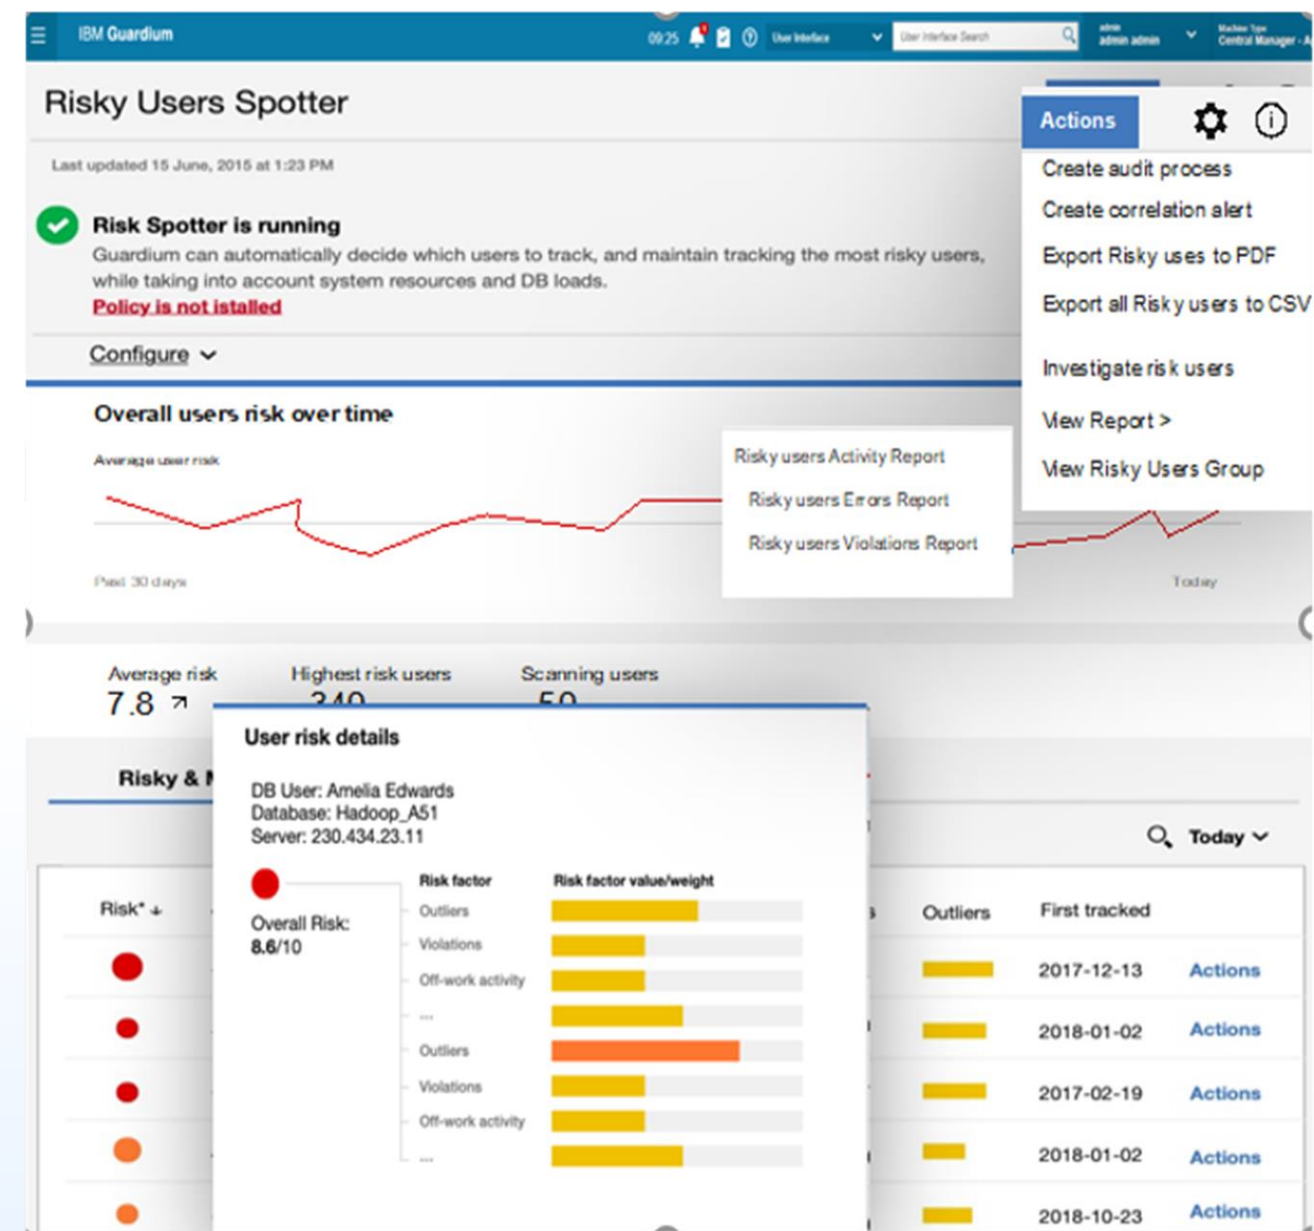 IBM Guardium
09:25
User Interface
User Interface Search
admin
admin admin
Machine Type
Central Manager - A
Risky Users Spotter
Actions
Last updated 15 June, 2015 at 1:23 PM
Create audit process
Create correlation alert
Export Risky uses to PDF
Export all Risky users to CSV
Investigate risk users
View Report >
View Risky Users Group
Risk Spotter is running
Guardium can automatically decide which users to track, and maintain tracking the most risky users,
while taking into account system resources and DB loads.
Policy is not istalled
Configure
Overall users risk over time
Average user risk
Risky users Activity Report
Risky users Errors Report
Risky users Violations Report
Past 30 days
Today
Average risk
Highest risk users
Scanning users
7.8
340
50
Risky &
User risk details
DB User: Amelia Edwards
Database: Hadoop_A51
Server: 230.434.23.11
Today
Risk factor
Risk factor value/weight
Overall Risk:
8.6/10
Outliers
Violations
Off-work activity
...
Outliers
Violations
Off-work activity
...
Risk* ↓
Outliers
First tracked
2017-12-13 Actions
2018-01-02 Actions
2017-02-19 Actions
2018-01-02 Actions
2018-10-23 Actions